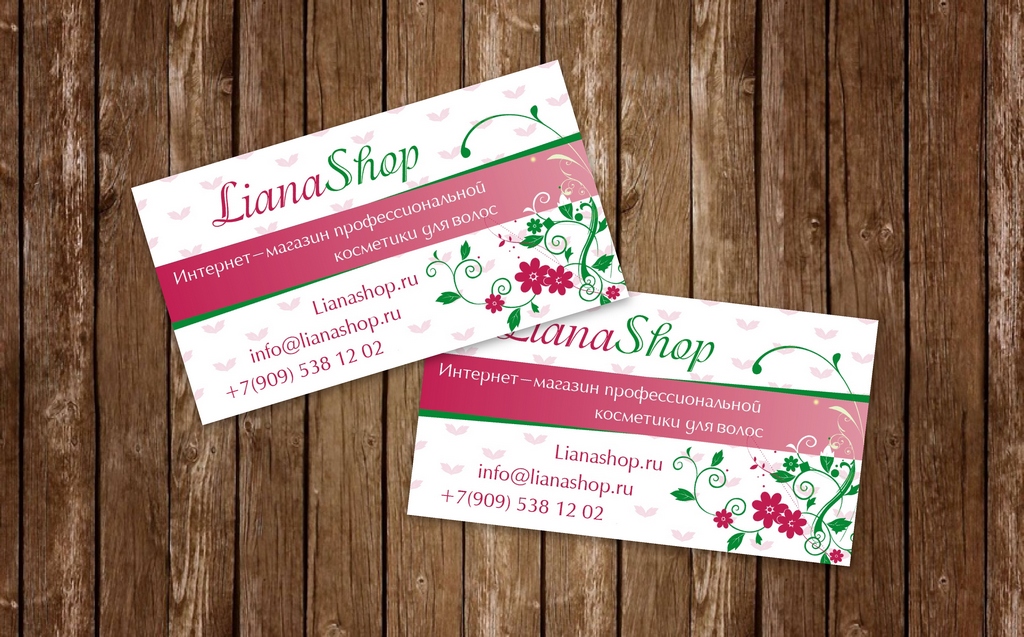 LianaShop
Интернет—магазин профессиональной
косметики для волос
Lianashop.ru
info@lianashop.ru
+7(909) 538 12 02
LianaShop
Интернет—магазин профессиональной
косметики для волос
Lianashop.ru
info@lianashop.ru
+7(909) 538 12 02